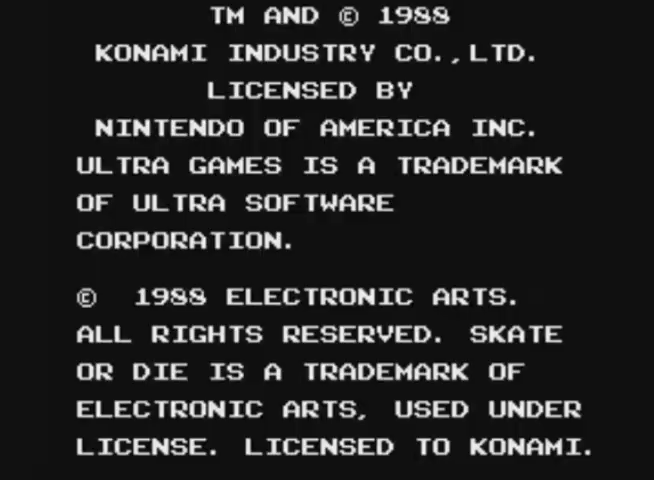 TM AND © 1988
KONAMI INDUSTRY CO.,LTD.
LICENSED BY
NINTENDO OF AMERICA INC.
ULTRA GAMES IS A TRADEMARK
OF ULTRA SOFTWARE
CORPORATION.
© 1988 ELECTRONIC ARTS.
ALL RIGHTS RESERVED. SKATE
OR DIE IS A TRADEMARK OF
ELECTRONIC ARTS, USED UNDER
LICENSE. LICENSED TO KONAMI.